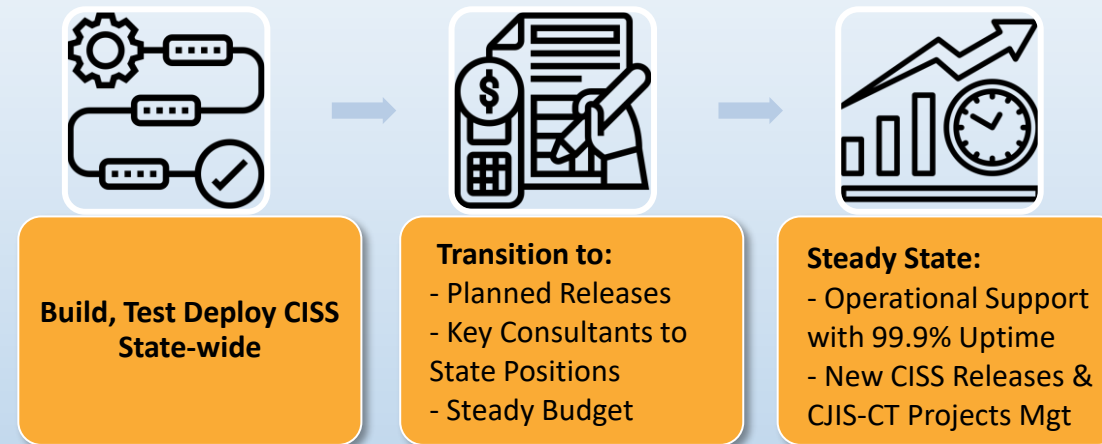 $
Build, Test Deploy CISS
State-wide
Transition to:
- Planned Releases
- Key Consultants to
State Positions
- Steady Budget
Steady State:
- Operational Support
with 99.9% Uptime
- New CISS Releases &
CJIS-CT Projects Mgt